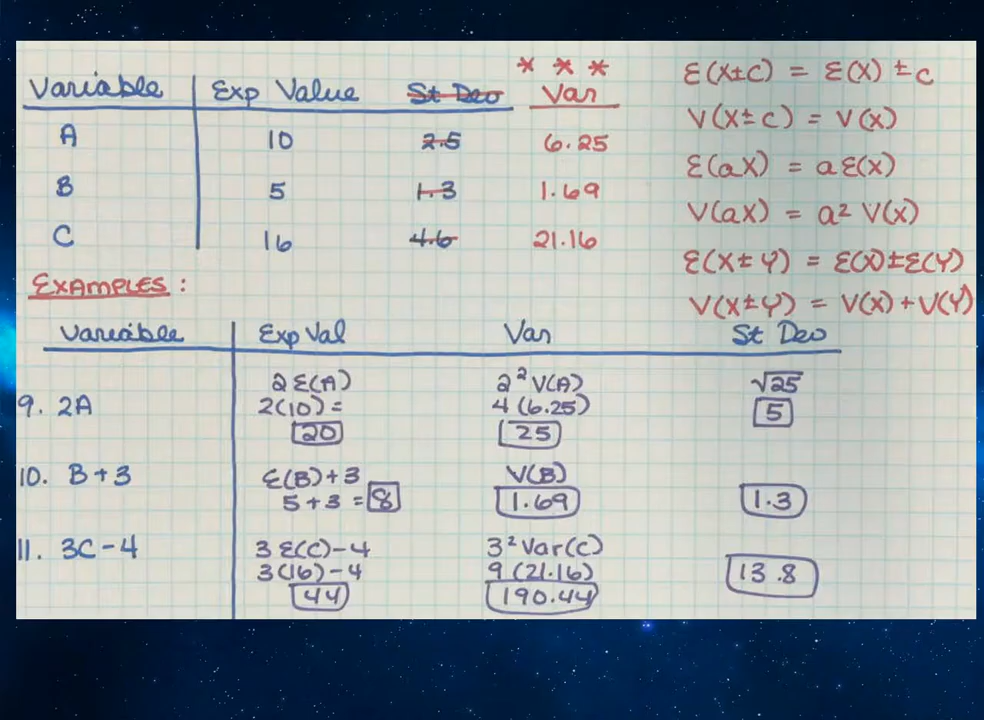 * * *
Variable Exp Value St Dev Var
A 10 2.5 6.25
B 5 1.3 1.69
C 16 4.6 21.16
E(X±C) = E(X) ±C
V(X±C) = V(X)
E(aX) = a E(X)
V(aX) = a² V(X)
E(X±Y) = E(X)±E(Y)
V(X±Y) = V(X)+V(Y)
EXAMPLES :
Variable Exp Val Var St Dev
2 E(A) 2² V(A) √25
9. 2A 2(10) = 4 (6.25) 5
20 25
10. B+3 E(B)+3 V(B)
5+3 = 8 1.69 1.3
11. 3C-4 3 E(C)-4 3² Var(C)
3(16)-4 9 (21.16) 13.8
44 190.44